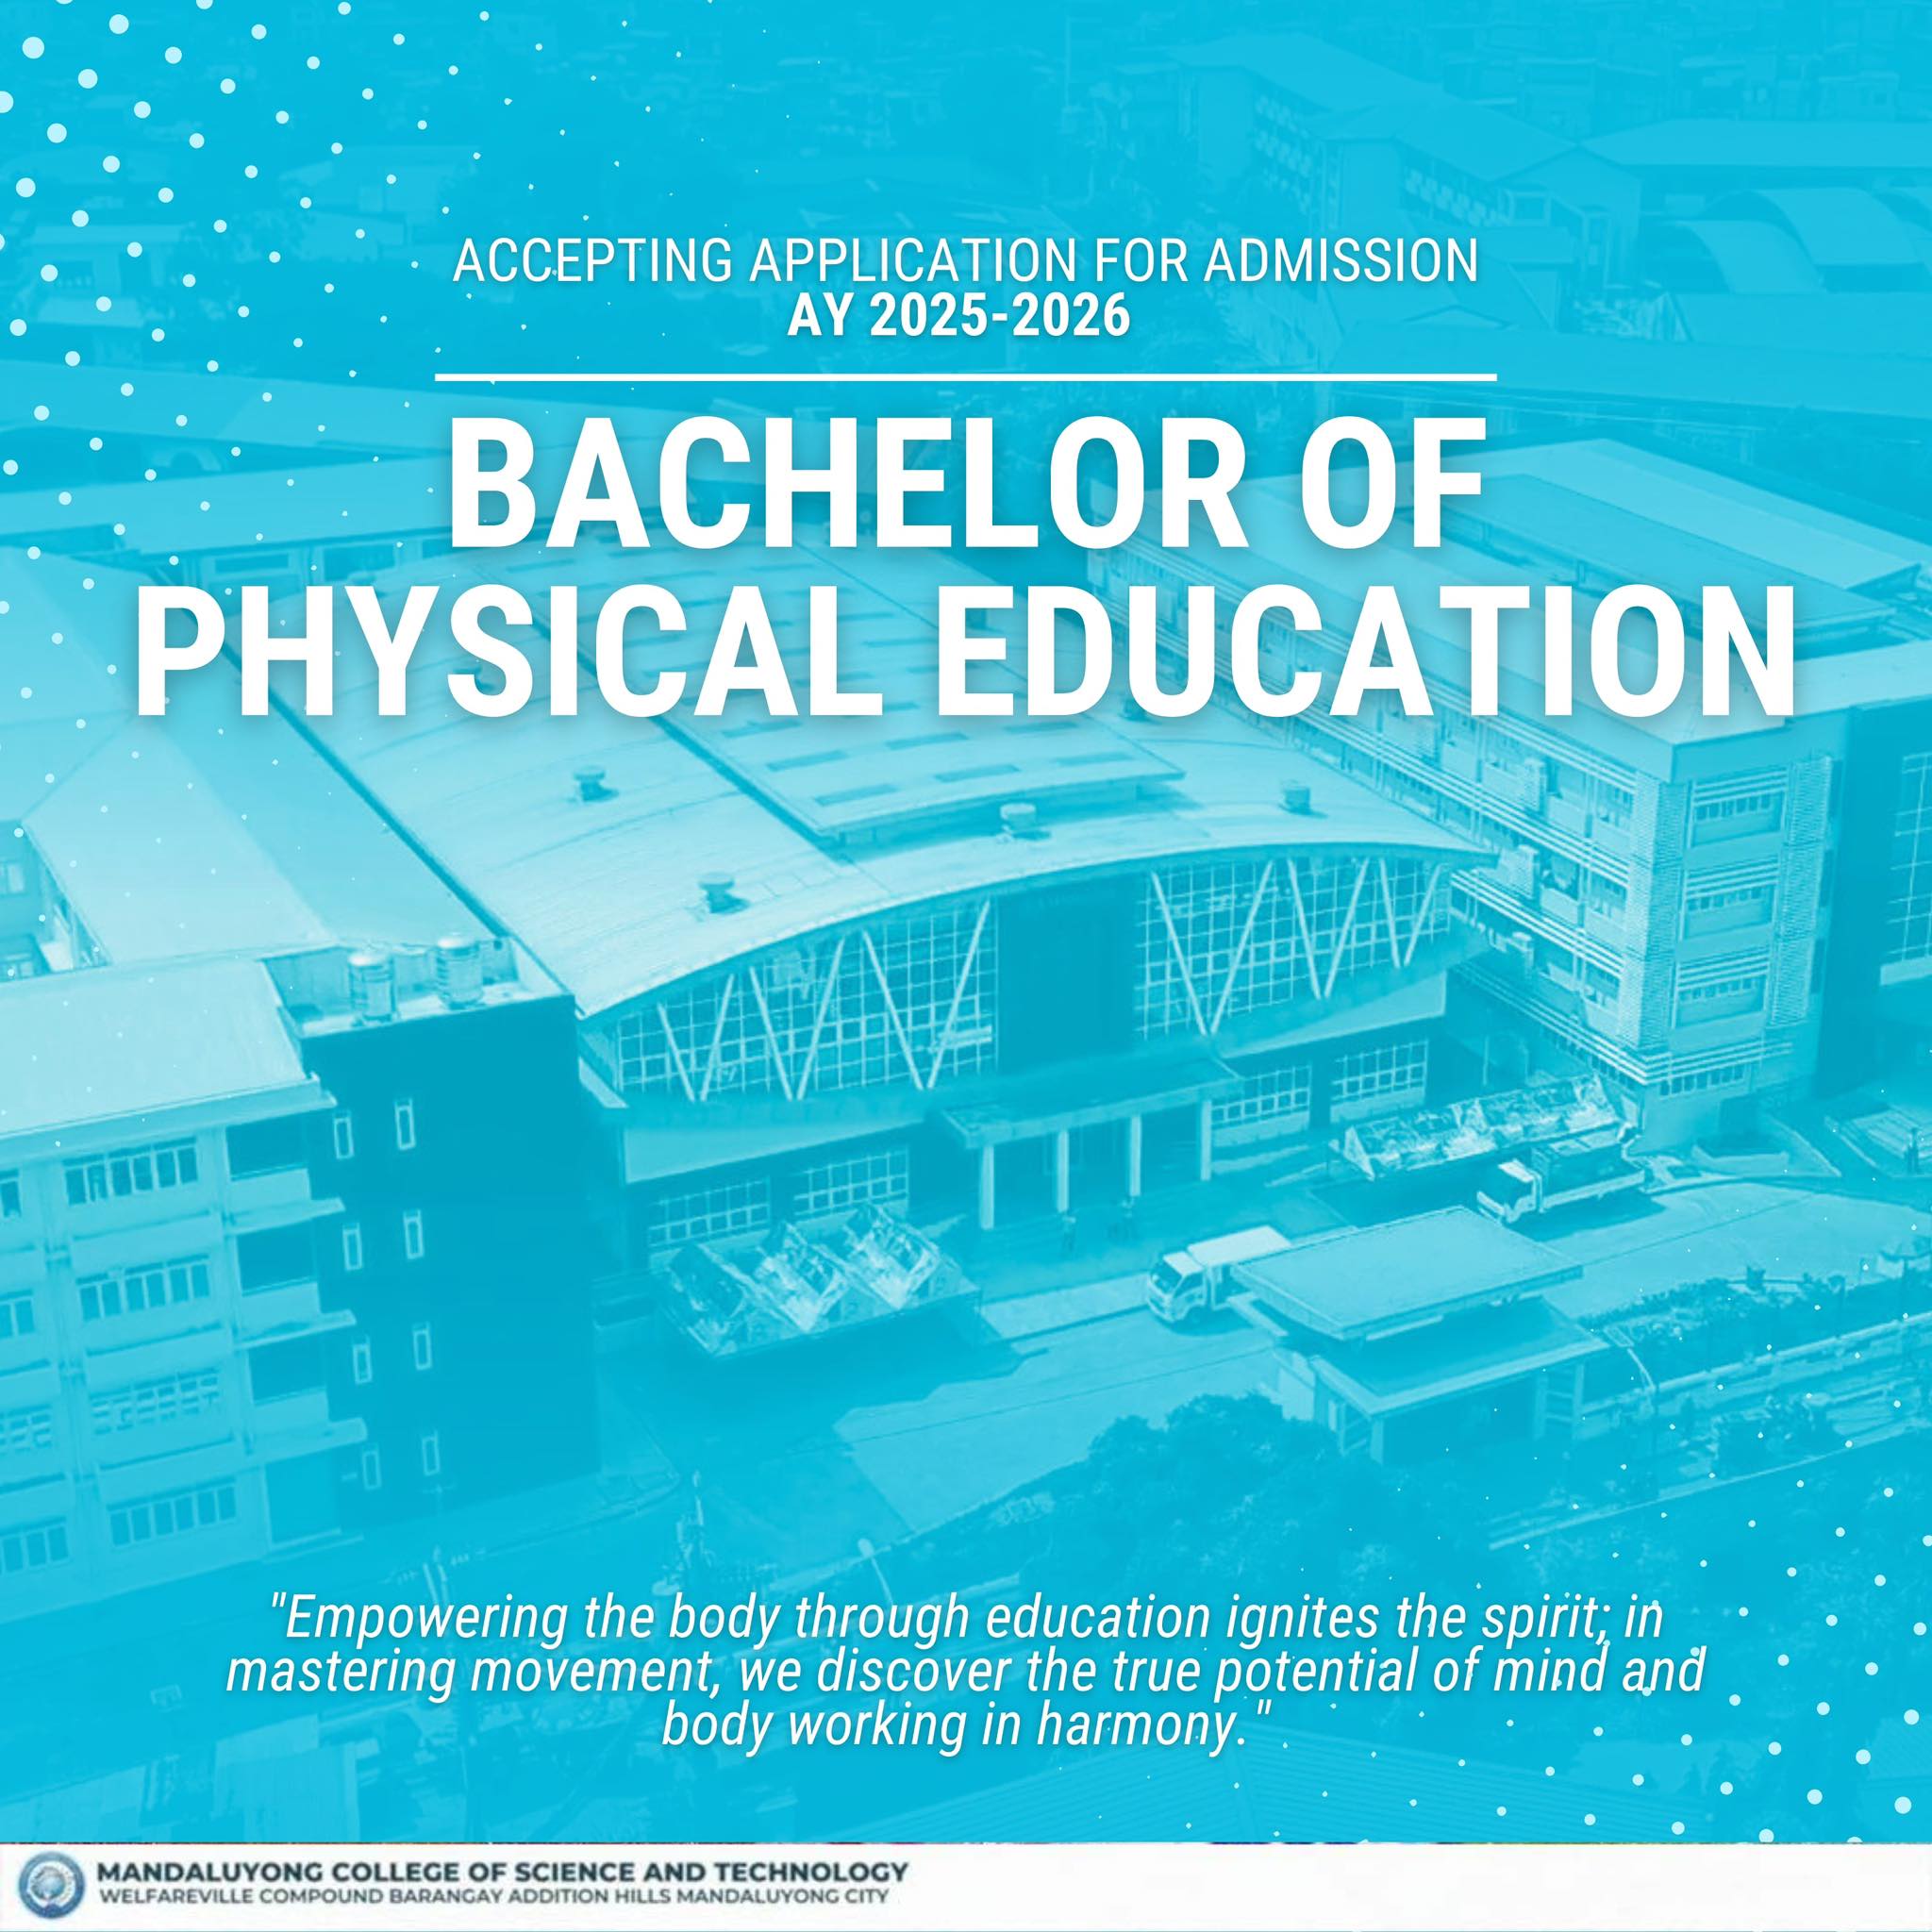 ACCEPTING APPLICATION FOR ADMISSION
AY 2025-2026
BACHELOR OF
PHYSICAL EDUCATION
"Empowering the body through education ignites the spirit; in
mastering movement, we discover the true potential of mind and
body working in harmony."
MANDALUYONG COLLEGE OF SCIENCE AND TECHNOLOGY
WELFAREVILLE COMPOUND BARANGAY ADDITION HILLS MANDALUYONG CITY